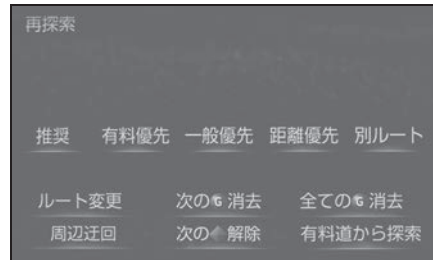 再探索
推奨 有料優先 一般優先 距離優先 別ルート
ルート変更 次のG消去 全てのG消去
周辺迂回 次の 解除 有料道から探索